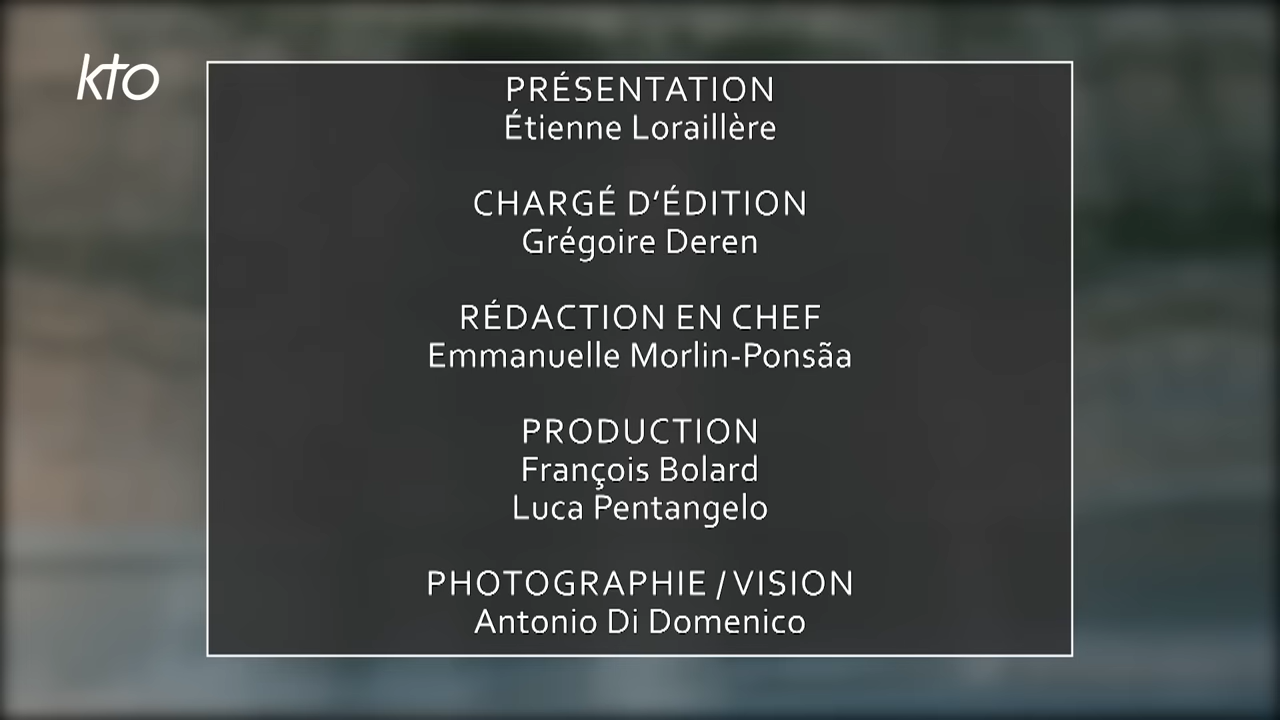 kto
PRÉSENTATION
Étienne Loraillère
CHARGÉ D’ÉDITION
Grégoire Deren
RÉDACTION EN CHEF
Emmanuelle Morlin-Ponsãa
PRODUCTION
François Bolard
Luca Pentangelo
PHOTOGRAPHIE / VISION
Antonio Di Domenico